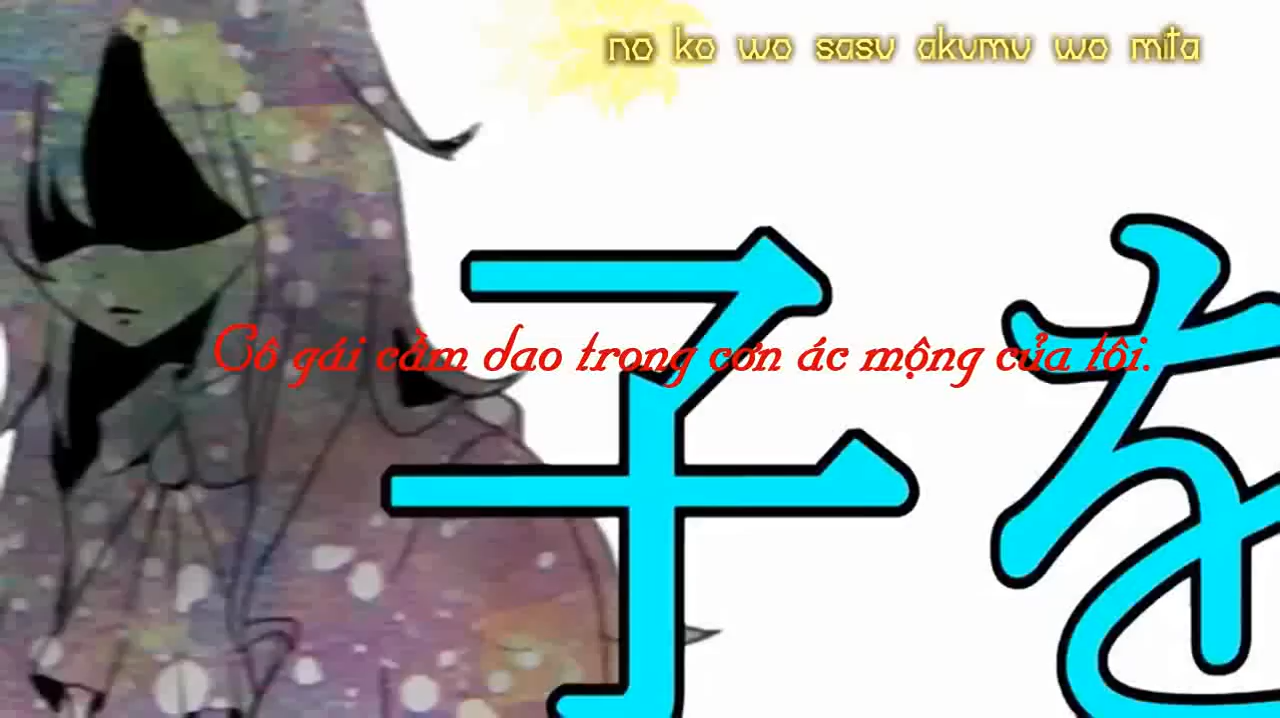 no ko wo sasu akumu wo mita
子を
Cô gái cầm dao trong cơn ác mộng của tôi.